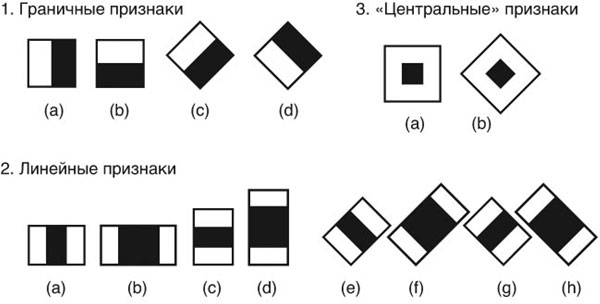 1. Граничные признаки
(a) (b) (c) (d)
3. «Центральные» признаки
(a) (b)
2. Линейные признаки
(a) (b) (c) (d) (e) (f) (g) (h)